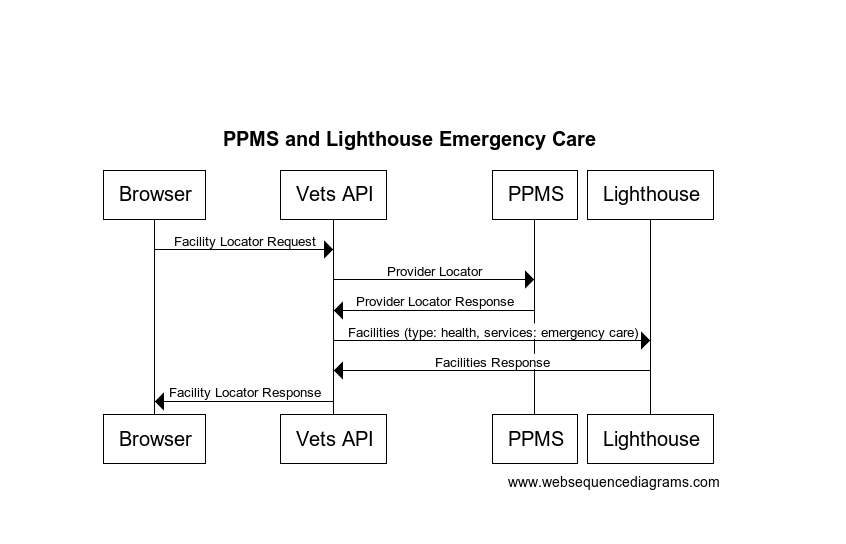 PPMS and Lighthouse Emergency Care
Browser
Vets API
PPMS
Lighthouse
Facility Locator Request
Provider Locator
Provider Locator Response
Facilities (type: health, services: emergency care)
Facilities Response
Facility Locator Response
Browser
Vets API
PPMS
Lighthouse
www.websequencediagrams.com